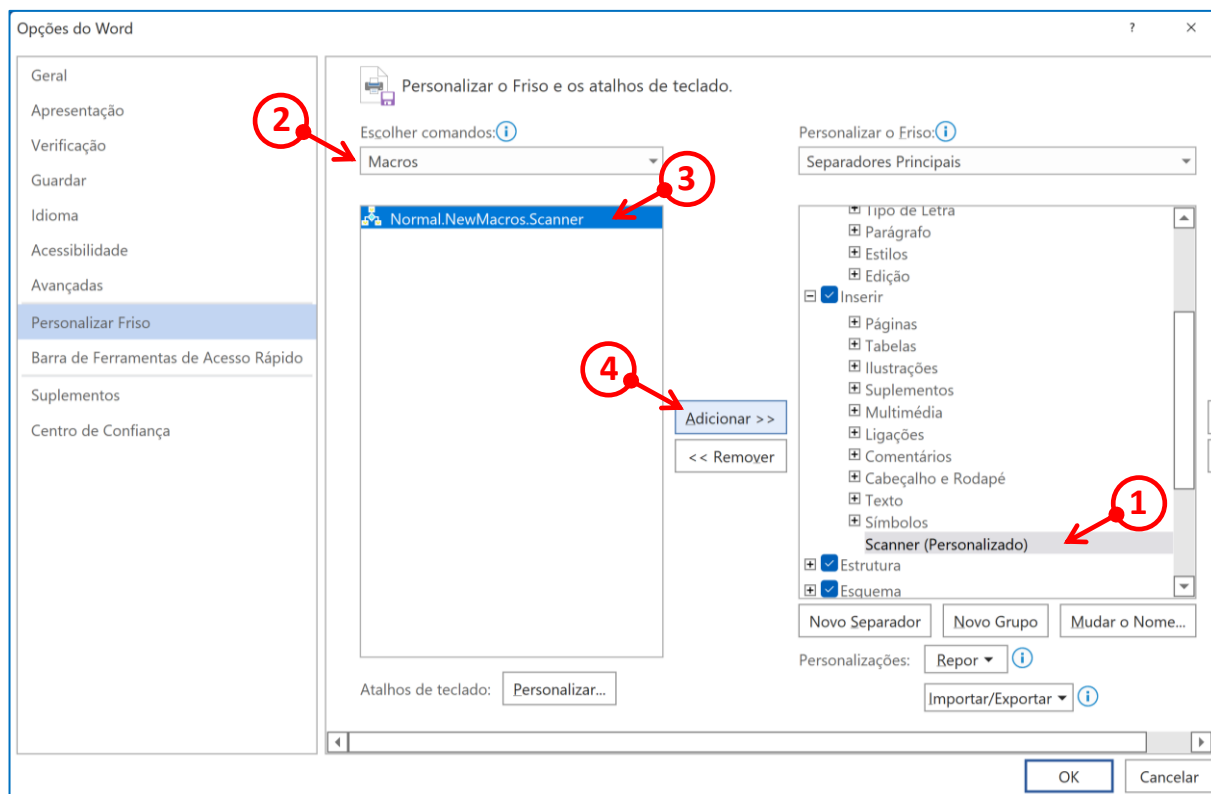 Opções do Word
?
Geral
Apresentação
Verificação
Guardar
Idioma
Acessibilidade
Avançadas
Personalizar Friso
Barra de Ferramentas de Acesso Rápido
Suplementos
Centro de Confiança
Personalizar o Friso e os atalhos de teclado.
2
Escolher comandos:
Macros
3
Normal.NewMacros.Scanner
4
Adicionar >>
<< Remover
Atalhos de teclado: Personalizar...
Personalizar o Friso:
Separadores Principais
Tipo de Letra
Parágrafo
Estilos
Edição
Inserir
Páginas
Tabelas
Ilustrações
Suplementos
Multimédia
Ligações
Comentários
Cabeçalho e Rodapé
Texto
Símbolos
1
Scanner (Personalizado)
Estrutura
Esquema
Novo Separador Novo Grupo Mudar o Nome...
Personalizações: Repor
Importar/Exportar
OK Cancelar